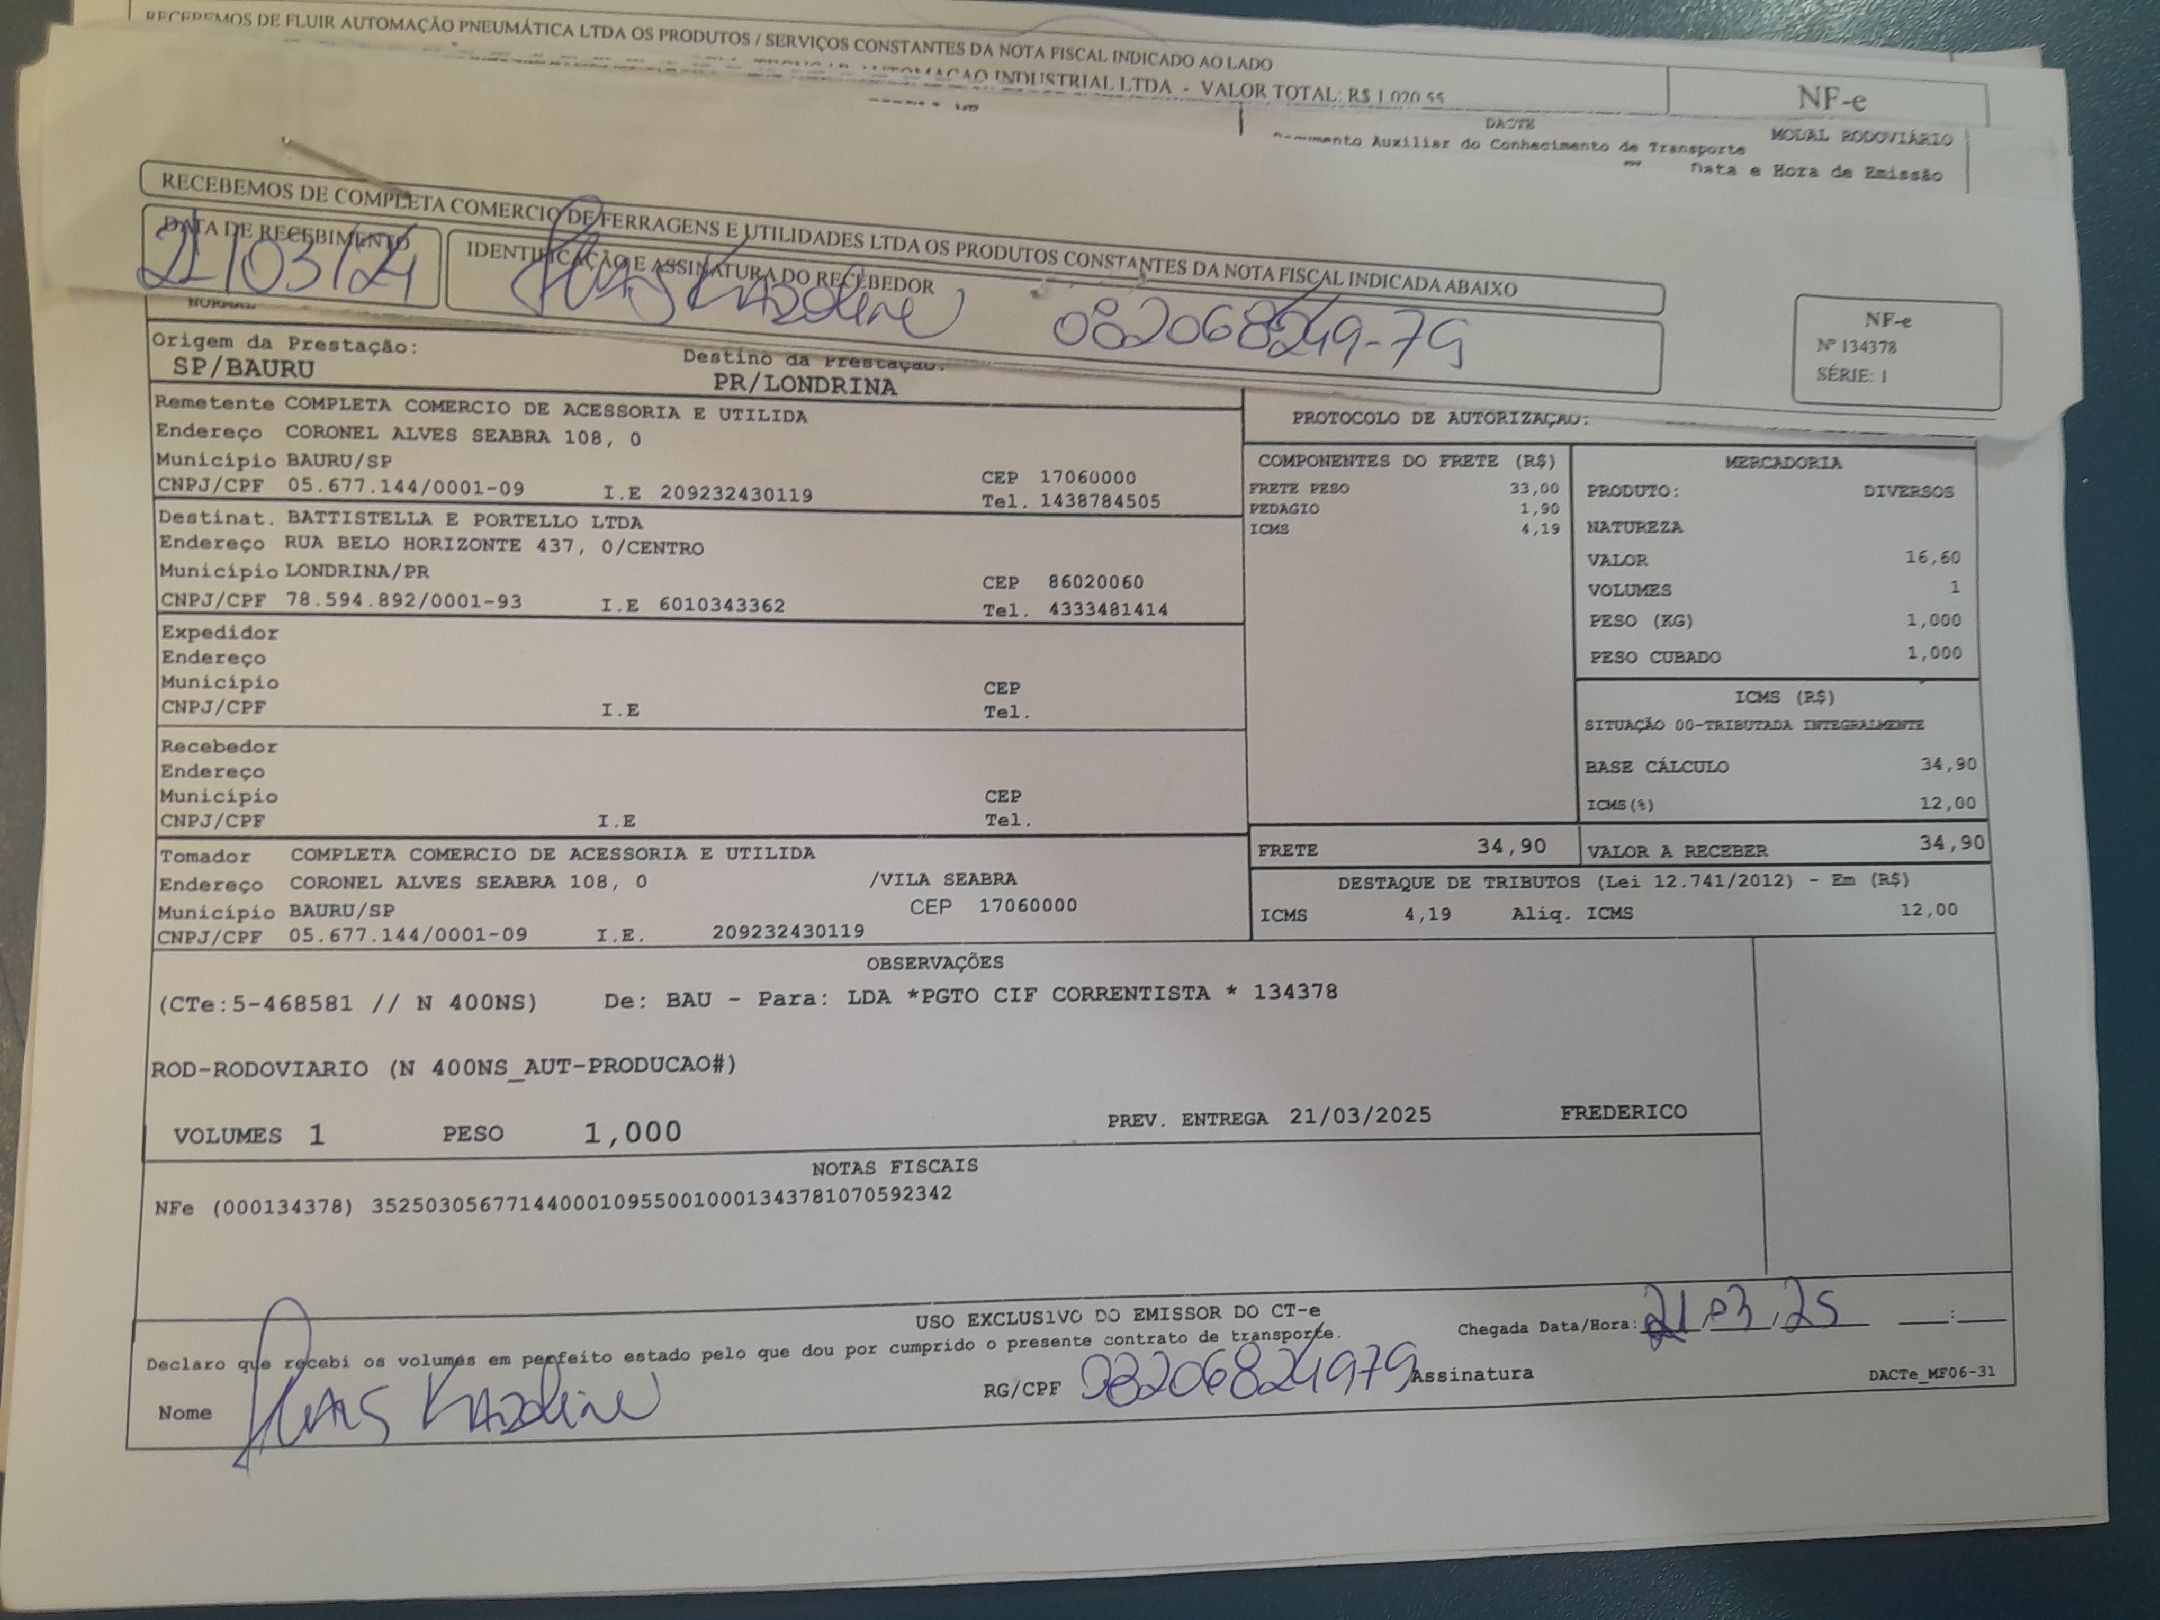 RECEBEMOS DE FLUIR AUTOMAÇÃO PNEUMÁTICA LTDA OS PRODUTOS / SERVIÇOS CONSTANTES DA NOTA FISCAL INDICADO AO LADO
AUTOMACAO INDUSTRIAL LTDA - VALOR TOTAL: R$ 1.020,55
NF-e
DACTE
Auxiliar do Conhecimento de Transporte
MODAL RODOVIÁRIO
Data e Hora de Emissão
RECEBEMOS DE COMPLETA COMERCIO DE FERRAGENS E UTILIDADES LTDA OS PRODUTOS CONSTANTES DA NOTA FISCAL INDICADA ABAIXO
DATA DE RECEBIMENTO
IDENTIFICAÇÃO E ASSINATURA DO RECEBEDOR
21/03/24
082068249-79
NF-e
Nº 134378
SÉRIE: 1
NORMAL
Origem da Prestação:
SP/BAURU
Destino da Prestação:
PR/LONDRINA
Remetente COMPLETA COMERCIO DE ACESSORIA E UTILIDA
Endereço CORONEL ALVES SEABRA 108, 0
Município BAURU/SP CEP 17060000
CNPJ/CPF 05.677.144/0001-09 I.E 209232430119 Tel. 1438784505
Destinat. BATTISTELLA E PORTELLO LTDA
Endereço RUA BELO HORIZONTE 437, 0/CENTRO
Município LONDRINA/PR CEP 86020060
CNPJ/CPF 78.594.892/0001-93 I.E 6010343362 Tel. 4333481414
Expedidor
Endereço
Município CEP
CNPJ/CPF I.E Tel.
Recebedor
Endereço
Município CEP
CNPJ/CPF I.E Tel.
Tomador COMPLETA COMERCIO DE ACESSORIA E UTILIDA
Endereço CORONEL ALVES SEABRA 108, 0 /VILA SEABRA
Município BAURU/SP CEP 17060000
CNPJ/CPF 05.677.144/0001-09 I.E. 209232430119
PROTOCOLO DE AUTORIZAÇÃO:
COMPONENTES DO FRETE (R$)
FRETE PESO 33,00
PEDAGIO 1,90
ICMS 4,19
MERCADORIA
PRODUTO: DIVERSOS
NATUREZA
VALOR 16,60
VOLUMES 1
PESO (KG) 1,000
PESO CUBADO 1,000
ICMS (R$)
SITUAÇÃO 00-TRIBUTADA INTEGRALMENTE
BASE CÁLCULO 34,90
ICMS(%) 12,00
FRETE 34,90
VALOR A RECEBER 34,90
DESTAQUE DE TRIBUTOS (Lei 12.741/2012) - Em (R$)
ICMS 4,19 Aliq. ICMS 12,00
OBSERVAÇÕES
(CTe:5-468581 // N 400NS) De: BAU - Para: LDA *PGTO CIF CORRENTISTA * 134378
ROD-RODOVIARIO (N 400NS_AUT-PRODUCAO#)
VOLUMES 1 PESO 1,000 PREV. ENTREGA 21/03/2025 FREDERICO
NOTAS FISCAIS
NFe (000134378) 35250305677144000109550010001343781070592342
USO EXCLUSIVO DO EMISSOR DO CT-e
Declaro que recebi os volumes em perfeito estado pelo que dou por cumprido o presente contrato de transporte.
Chegada Data/Hora: 21.03.25 :
Nome
RG/CPF 08206824979 Assinatura
DACTe_MF06-31